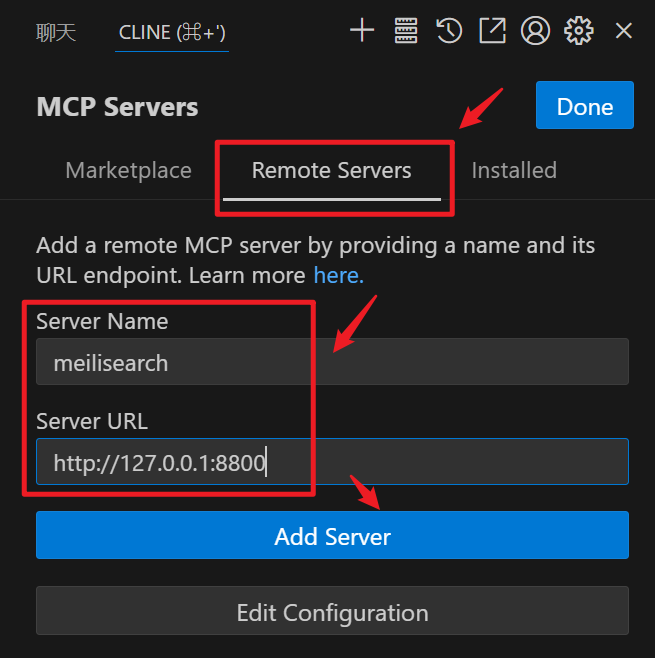 聊天 CLINE (⌘+')
MCP Servers
Done
Marketplace Remote Servers Installed
Add a remote MCP server by providing a name and its
URL endpoint. Learn more here.
Server Name
meilisearch
Server URL
http://127.0.0.1:8800
Add Server
Edit Configuration